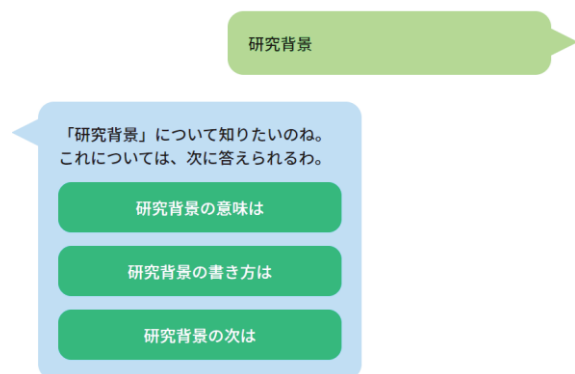 研究背景
「研究背景」について知りたいのね。
これについては、次に答えられるわ。
研究背景の意味は
研究背景の書き方は
研究背景の次は